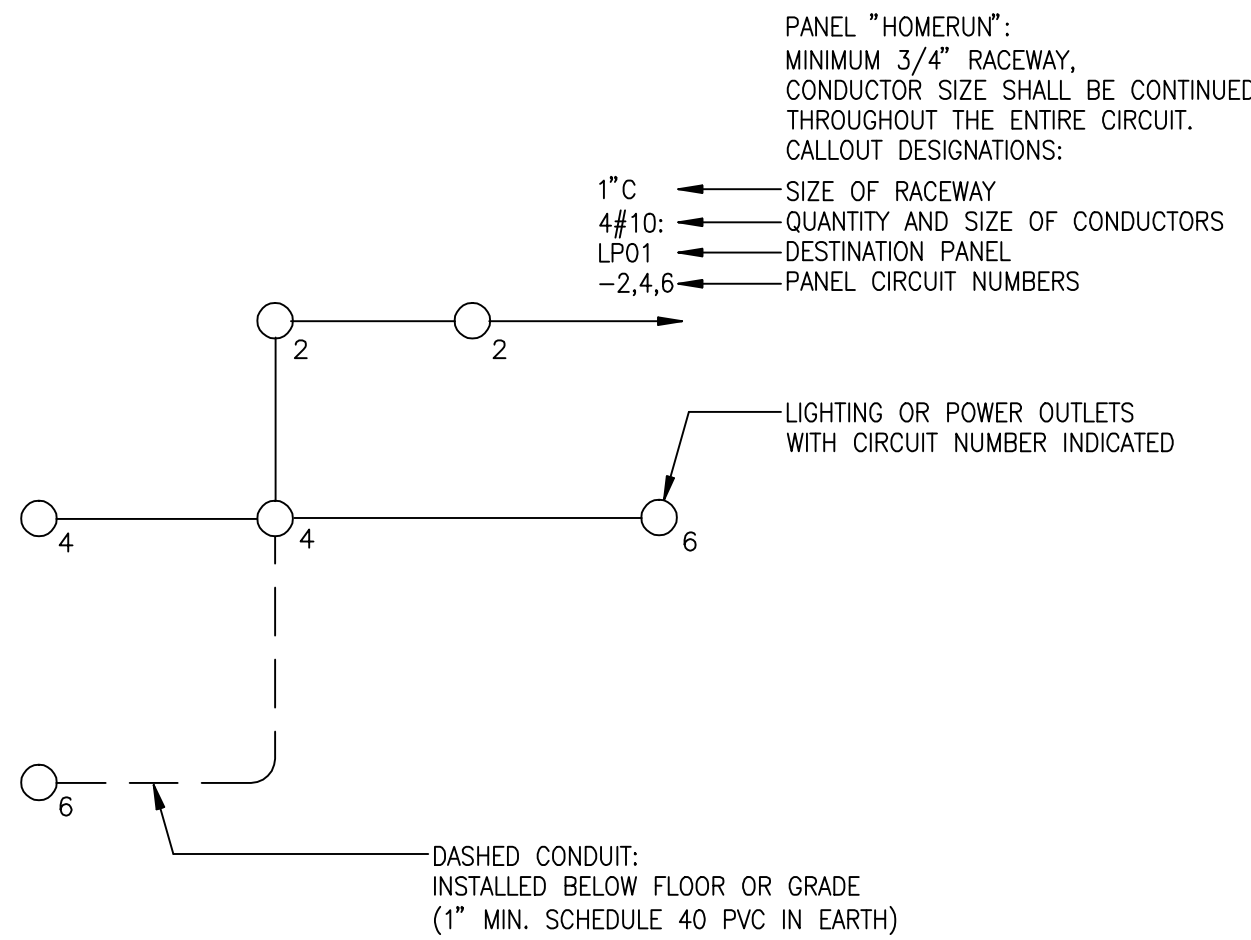 PANEL "HOMERUN":
MINIMUM 3/4" RACEWAY,
CONDUCTOR SIZE SHALL BE CONTINUED
THROUGHOUT THE ENTIRE CIRCUIT.
CALLOUT DESIGNATIONS:
1"C SIZE OF RACEWAY
4#10: QUANTITY AND SIZE OF CONDUCTORS
LP01 DESTINATION PANEL
-2,4,6 PANEL CIRCUIT NUMBERS
2 2
LIGHTING OR POWER OUTLETS
WITH CIRCUIT NUMBER INDICATED
4 4 6
6
DASHED CONDUIT:
INSTALLED BELOW FLOOR OR GRADE
(1" MIN. SCHEDULE 40 PVC IN EARTH)